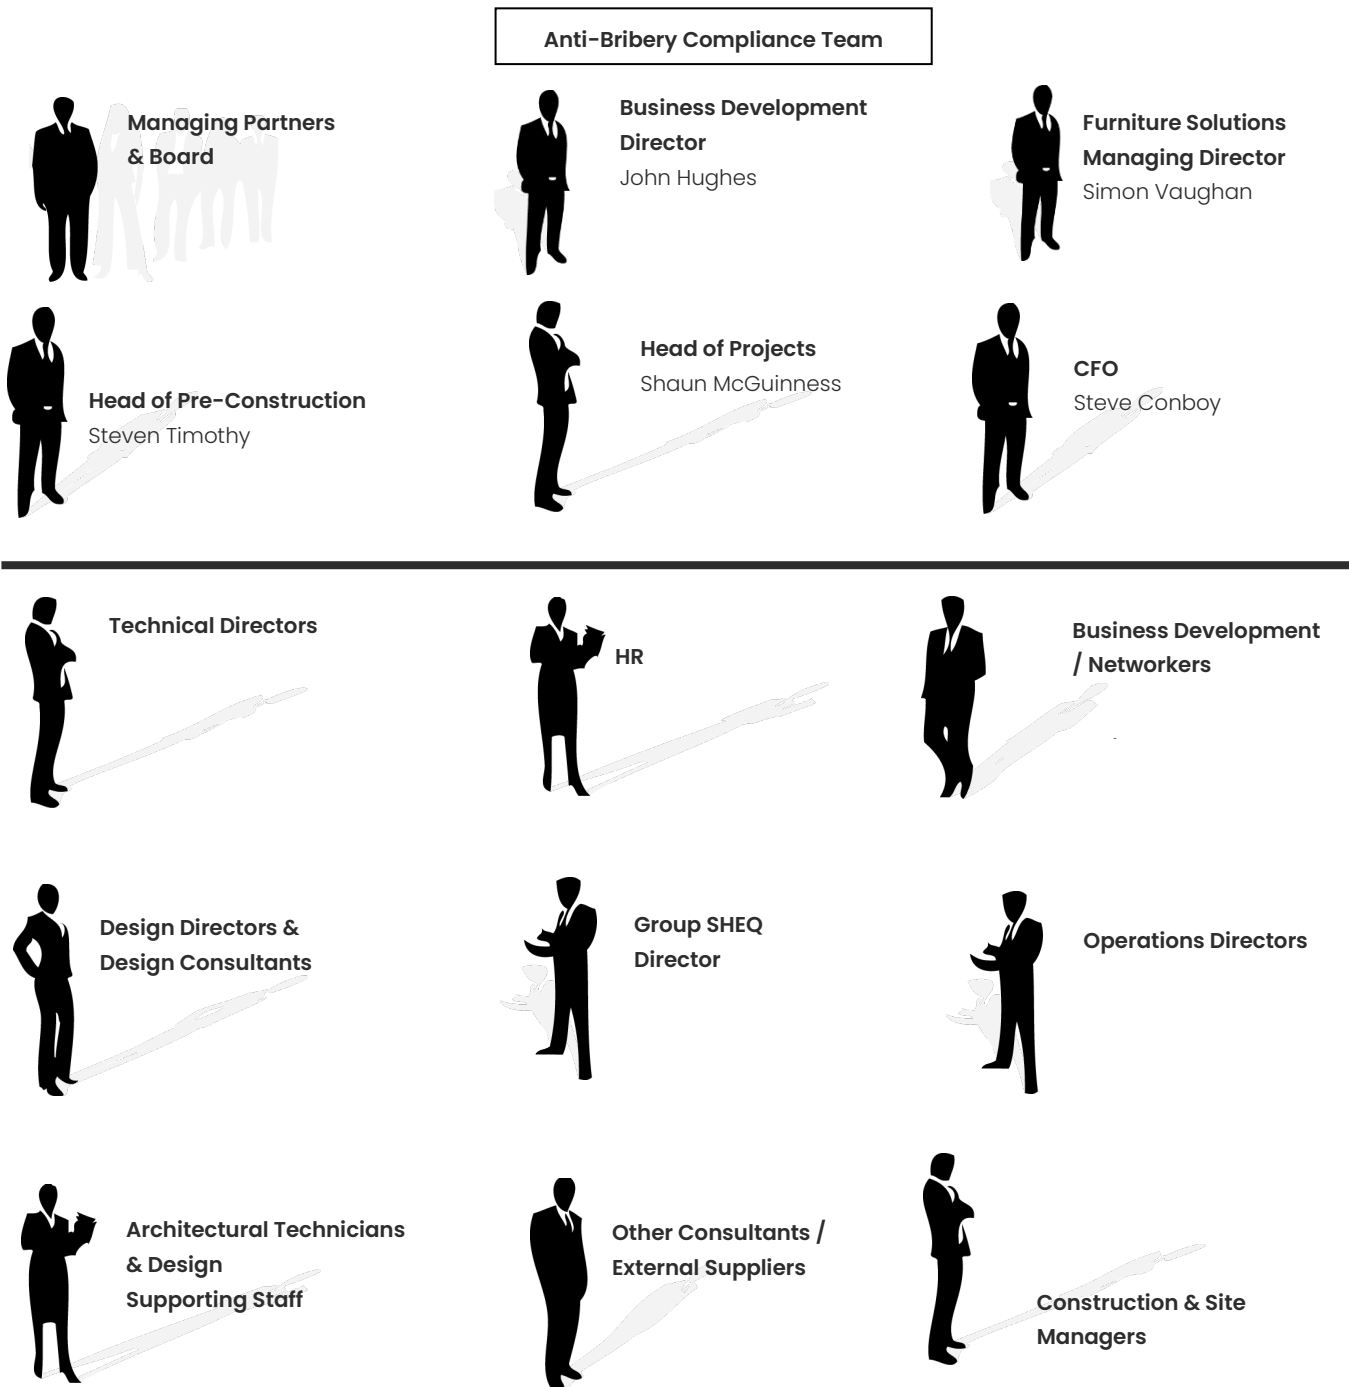 Anti-Bribery Compliance Team
Managing Partners
& Board
Business Development
Director
John Hughes
Furniture Solutions
Managing Director
Simon Vaughan
Head of Pre-Construction
Steven Timothy
Head of Projects
Shaun McGuinness
CFO
Steve Conboy
Technical Directors
HR
Business Development
/ Networkers
Design Directors &
Design Consultants
Group SHEQ
Director
Operations Directors
Architectural Technicians
& Design
Supporting Staff
Other Consultants /
External Suppliers
Construction & Site
Managers